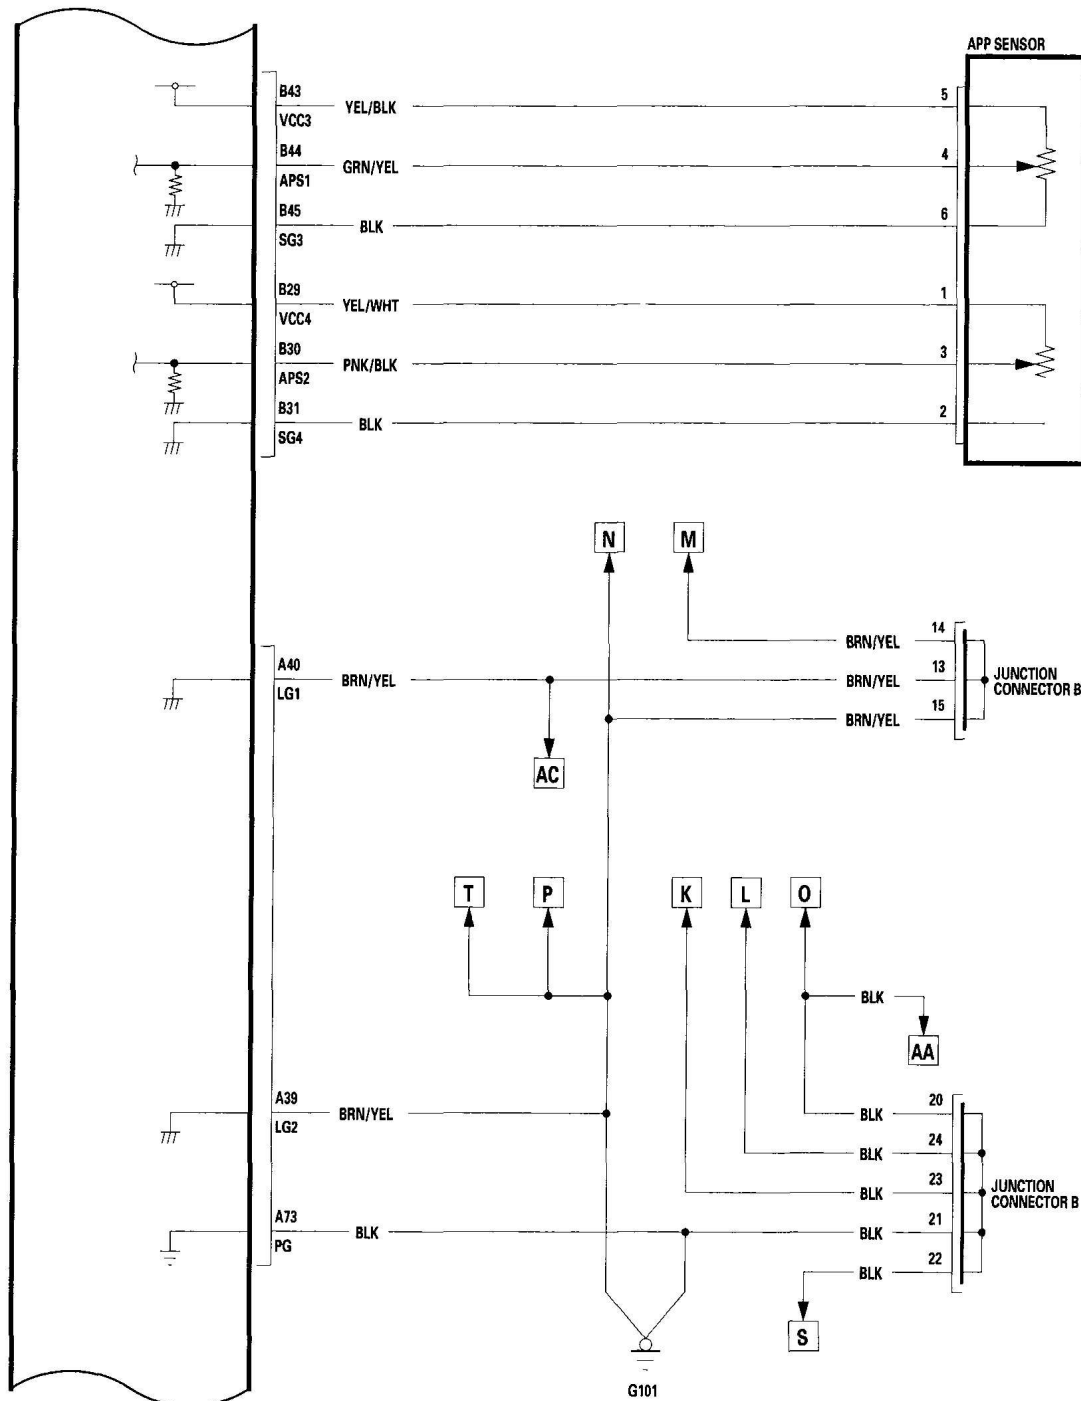 APP SENSOR
B43
VCC3
YEL/BLK
5
B44
APS1
GRN/YEL
4
B45
SG3
BLK
6
B29
VCC4
YEL/WHT
1
B30
APS2
PNK/BLK
3
B31
SG4
BLK
2
N
M
BRN/YEL
14
A40
LG1
BRN/YEL
BRN/YEL
13
JUNCTION
CONNECTOR B
BRN/YEL
15
AC
T
P
K
L
O
BLK
AA
A39
LG2
BRN/YEL
BLK
20
BLK
24
BLK
23
JUNCTION
CONNECTOR B
A73
PG
BLK
BLK
21
BLK
22
S
G101